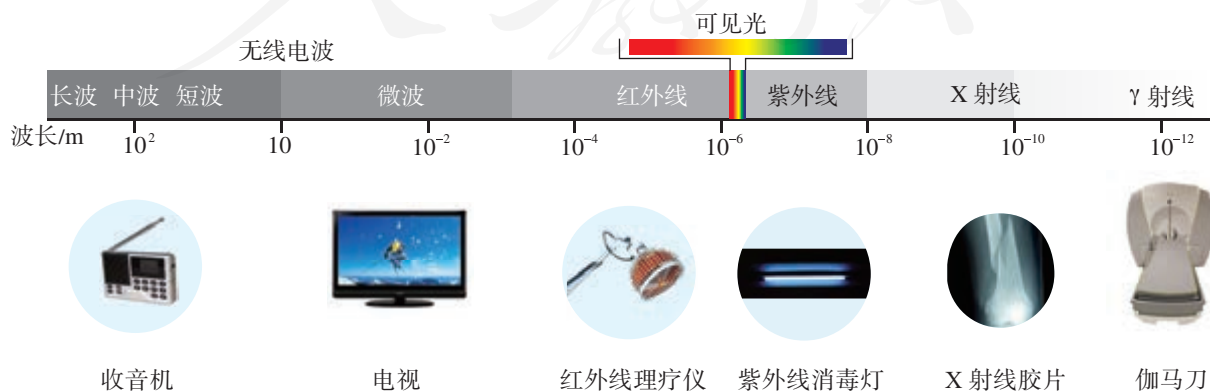 可见光
无线电波
长波 中波 短波 微波 红外线 紫外线 X 射线 γ 射线
波长/m 10² 10 10⁻² 10⁻⁴ 10⁻⁶ 10⁻⁸ 10⁻¹⁰ 10⁻¹²
收音机 电视 红外线理疗仪 紫外线消毒灯 X 射线胶片 伽马刀